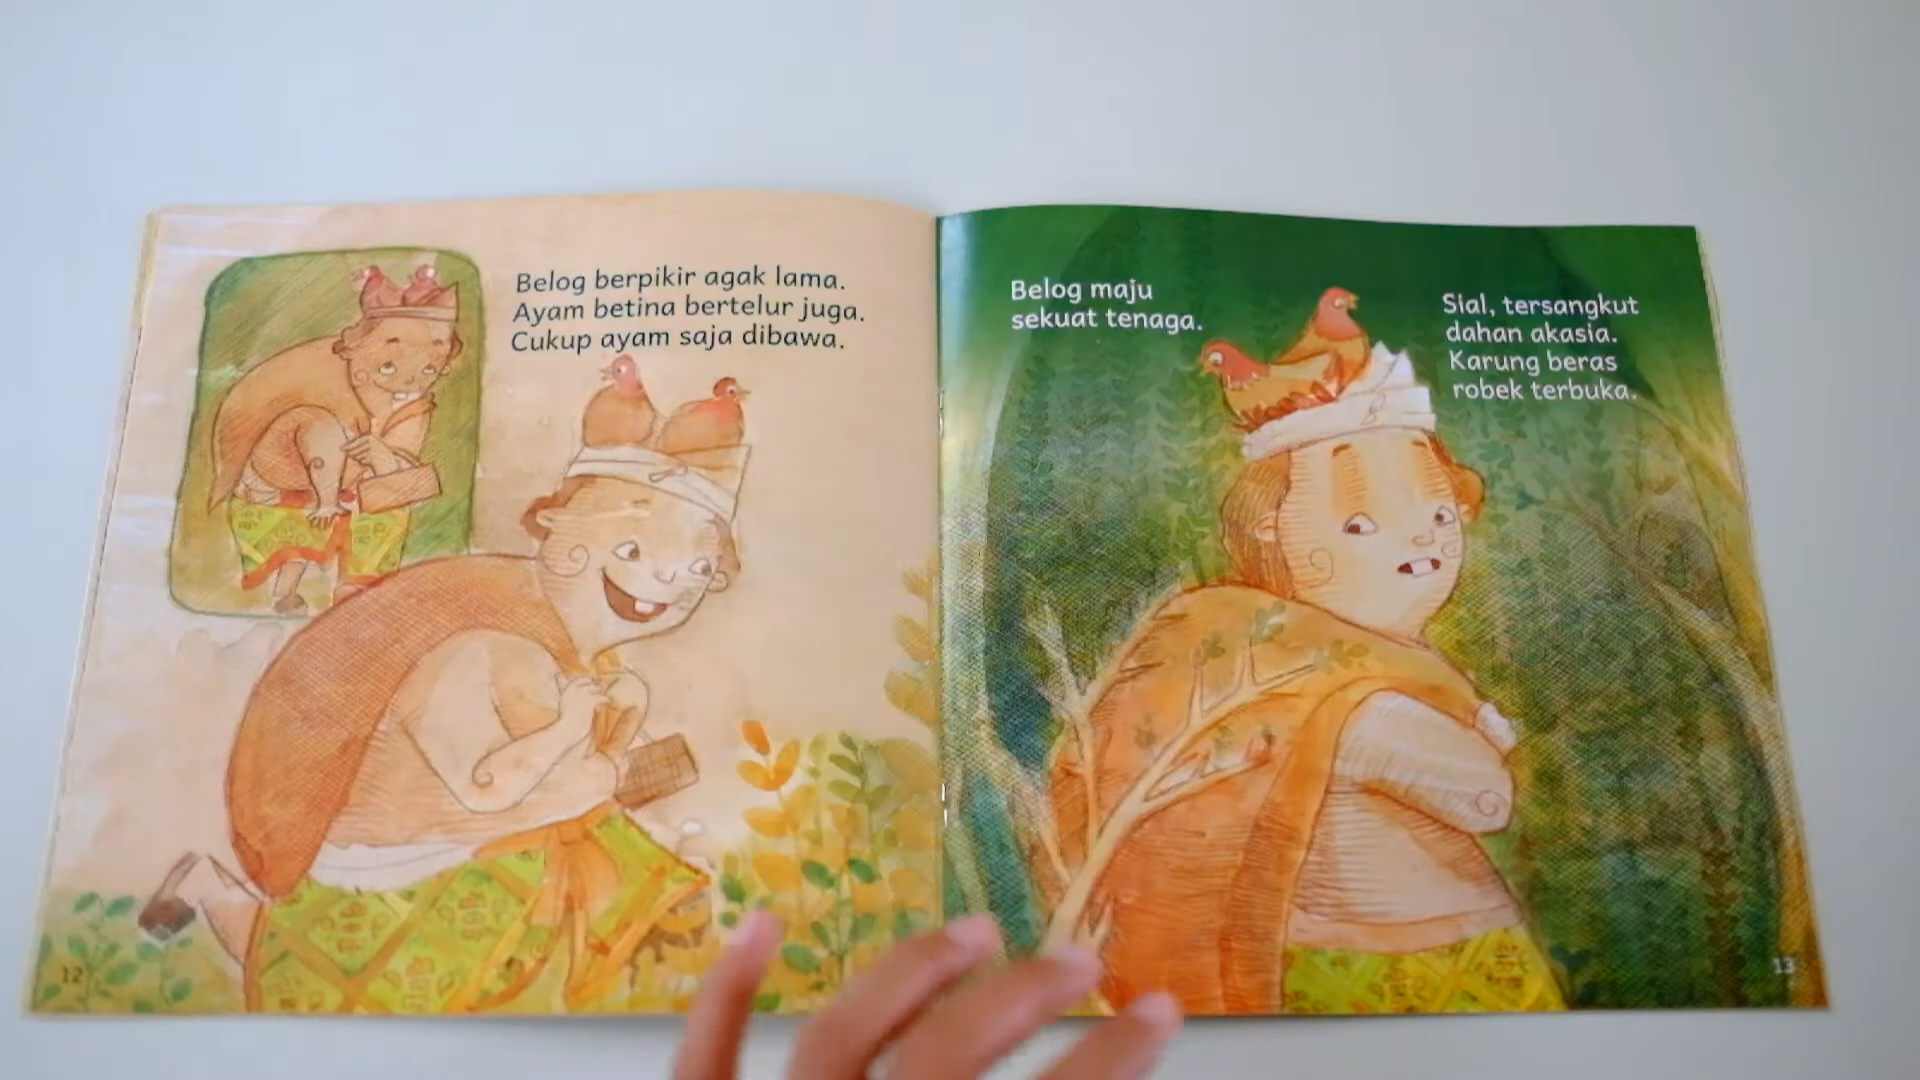 Belog berpikir agak lama.
Ayam betina bertelur juga.
Cukup ayam saja dibawa.
12
Belog maju
sekuat tenaga.
Sial, tersangkut
dahan akasia.
Karung beras
robek terbuka.
13